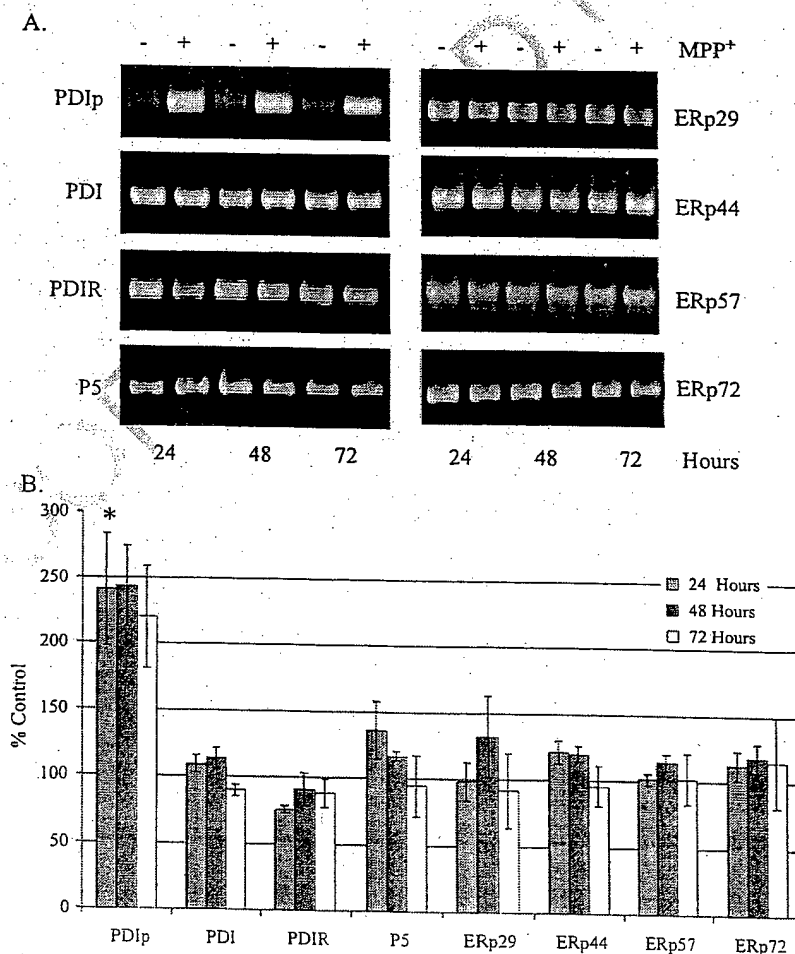 A.
- + - + - +
- + - + - +
MPP+
PDIp
ERp29
PDI
ERp44
PDIR
ERp57
P5
ERp72
24 48 72
24 48 72
Hours
B.
300
250
200
150
100
50
0
% Control
*
24 Hours
48 Hours
72 Hours
PDIp PDI PDIR P5 ERp29 ERp44 ERp57 ERp72